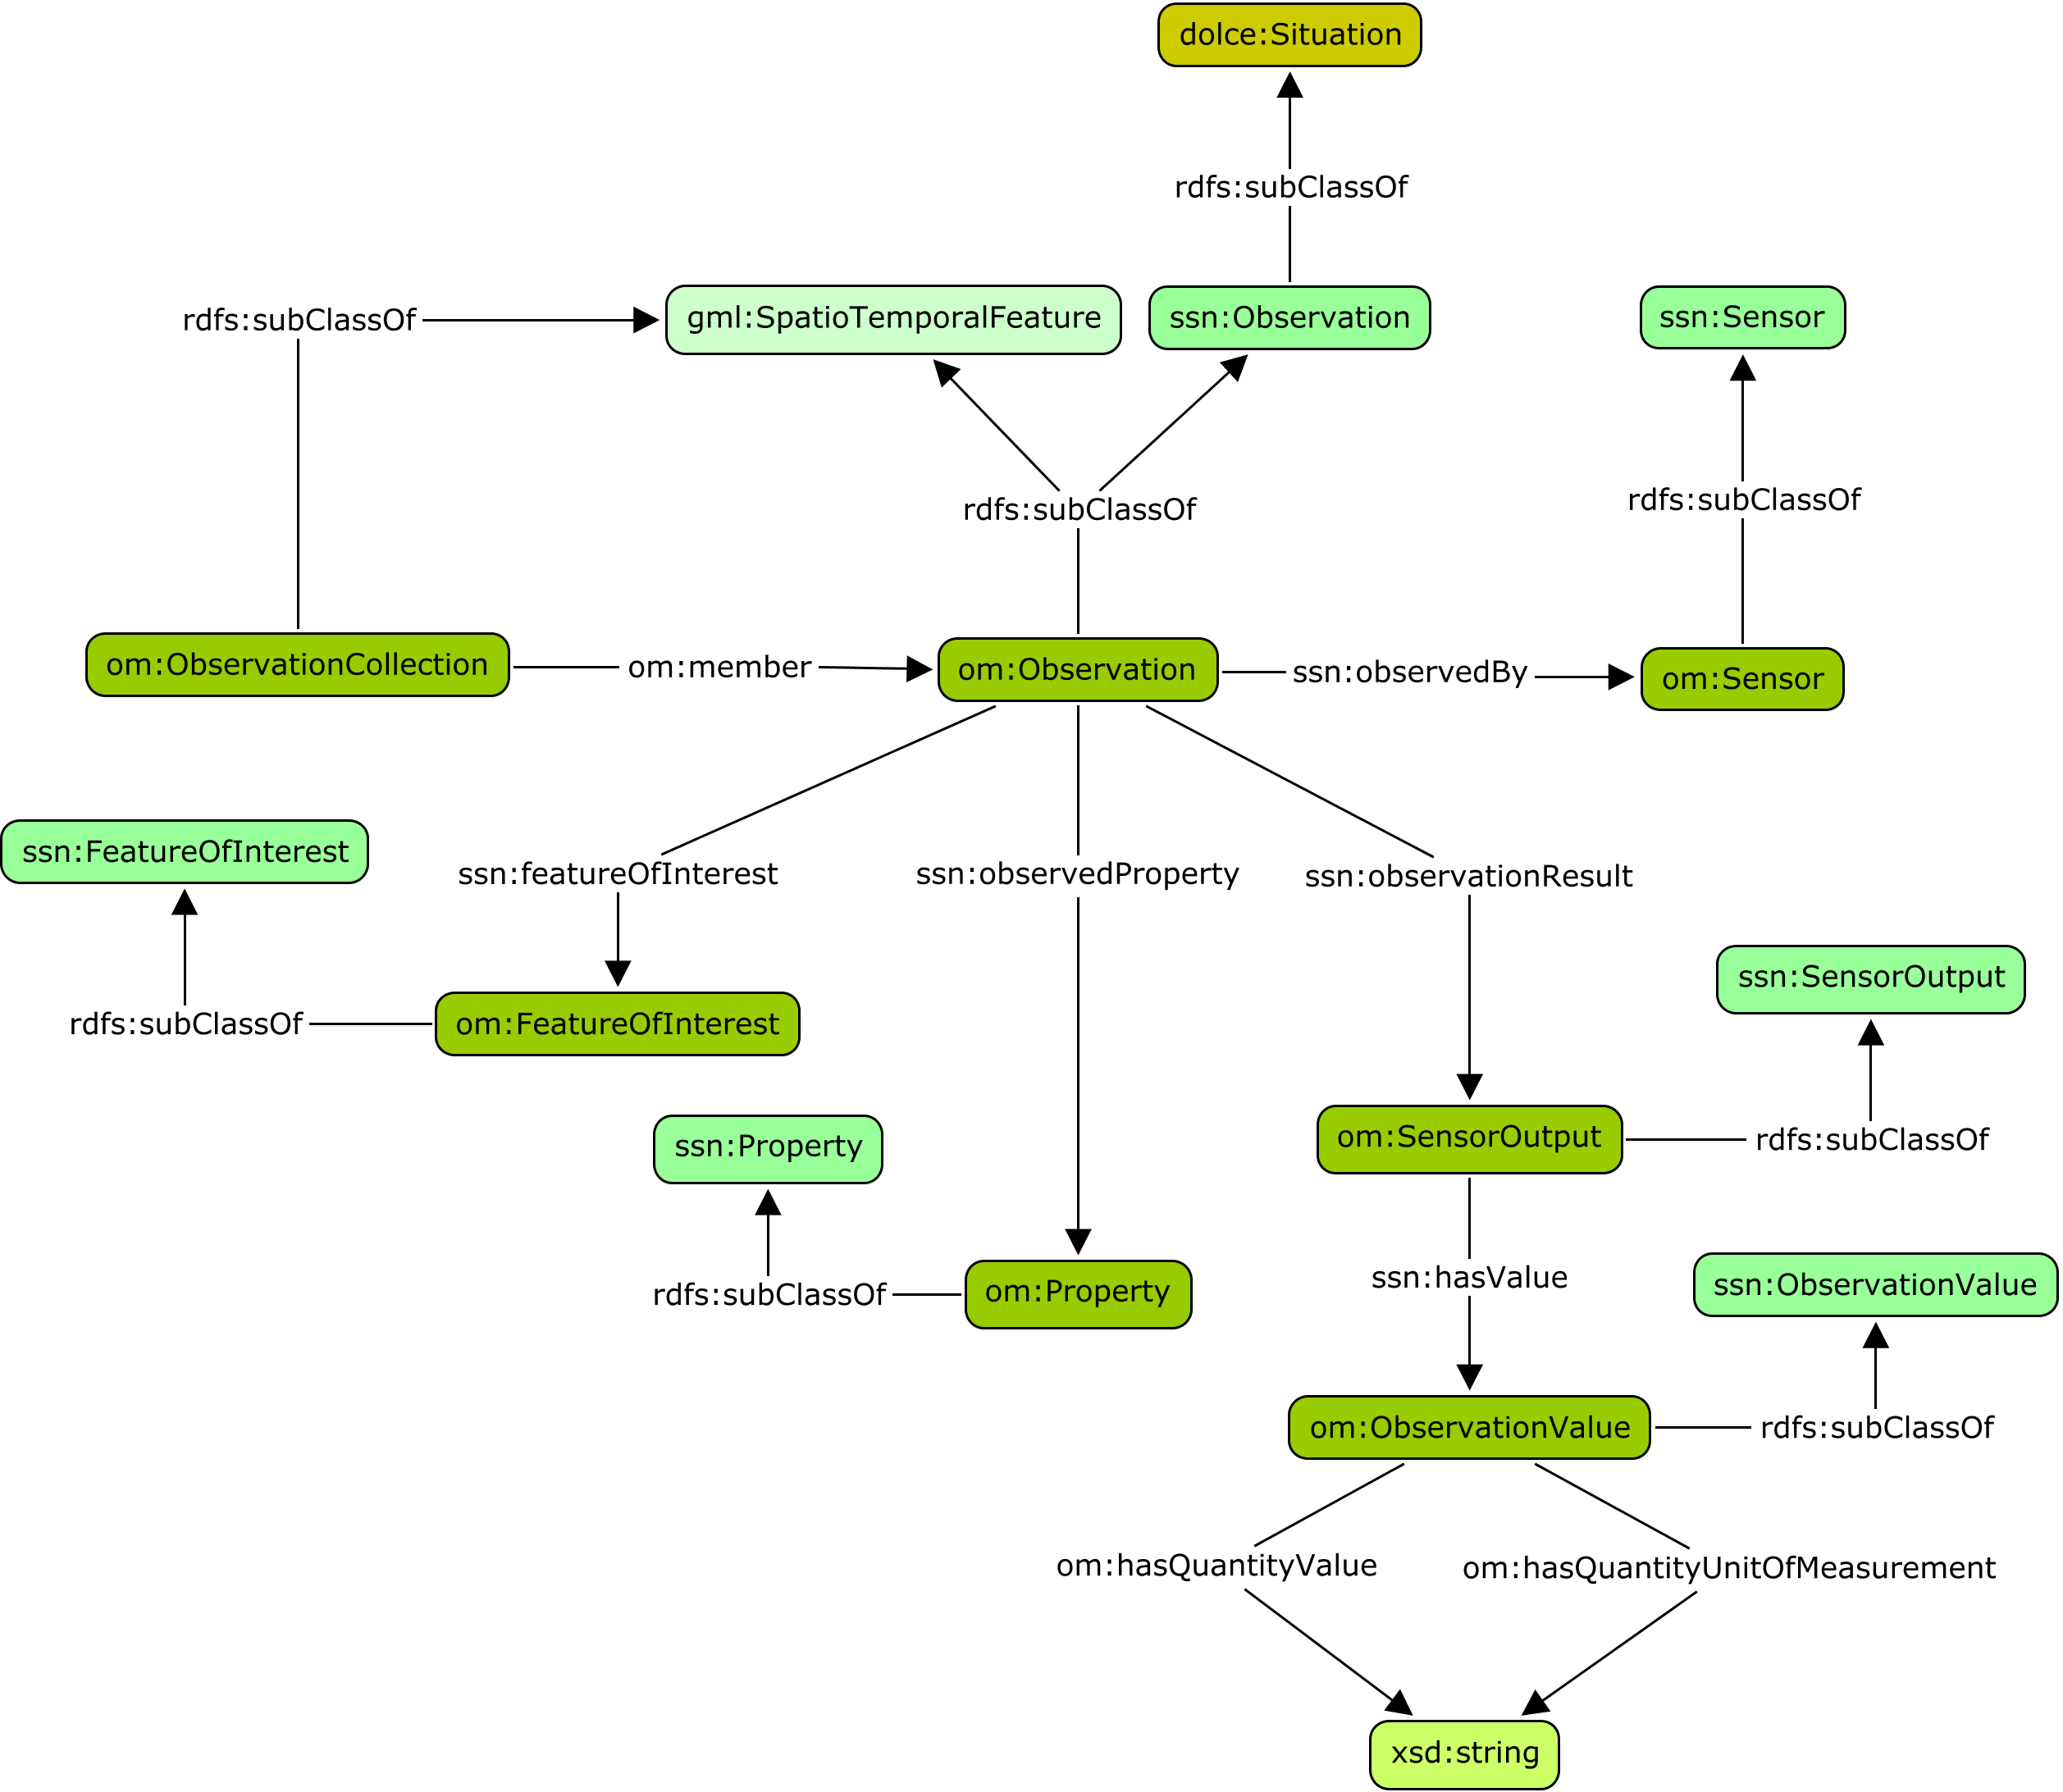 dolce:Situation
rdfs:subClassOf
rdfs:subClassOf
gml:SpatioTemporalFeature
ssn:Observation
ssn:Sensor
rdfs:subClassOf
rdfs:subClassOf
om:ObservationCollection
om:member
om:Observation
ssn:observedBy
om:Sensor
ssn:FeatureOfInterest
ssn:featureOfInterest
ssn:observedProperty
ssn:observationResult
ssn:SensorOutput
rdfs:subClassOf
om:FeatureOfInterest
ssn:Property
om:SensorOutput
rdfs:subClassOf
rdfs:subClassOf
om:Property
ssn:hasValue
ssn:ObservationValue
om:ObservationValue
rdfs:subClassOf
om:hasQuantityValue
om:hasQuantityUnitOfMeasurement
xsd:string